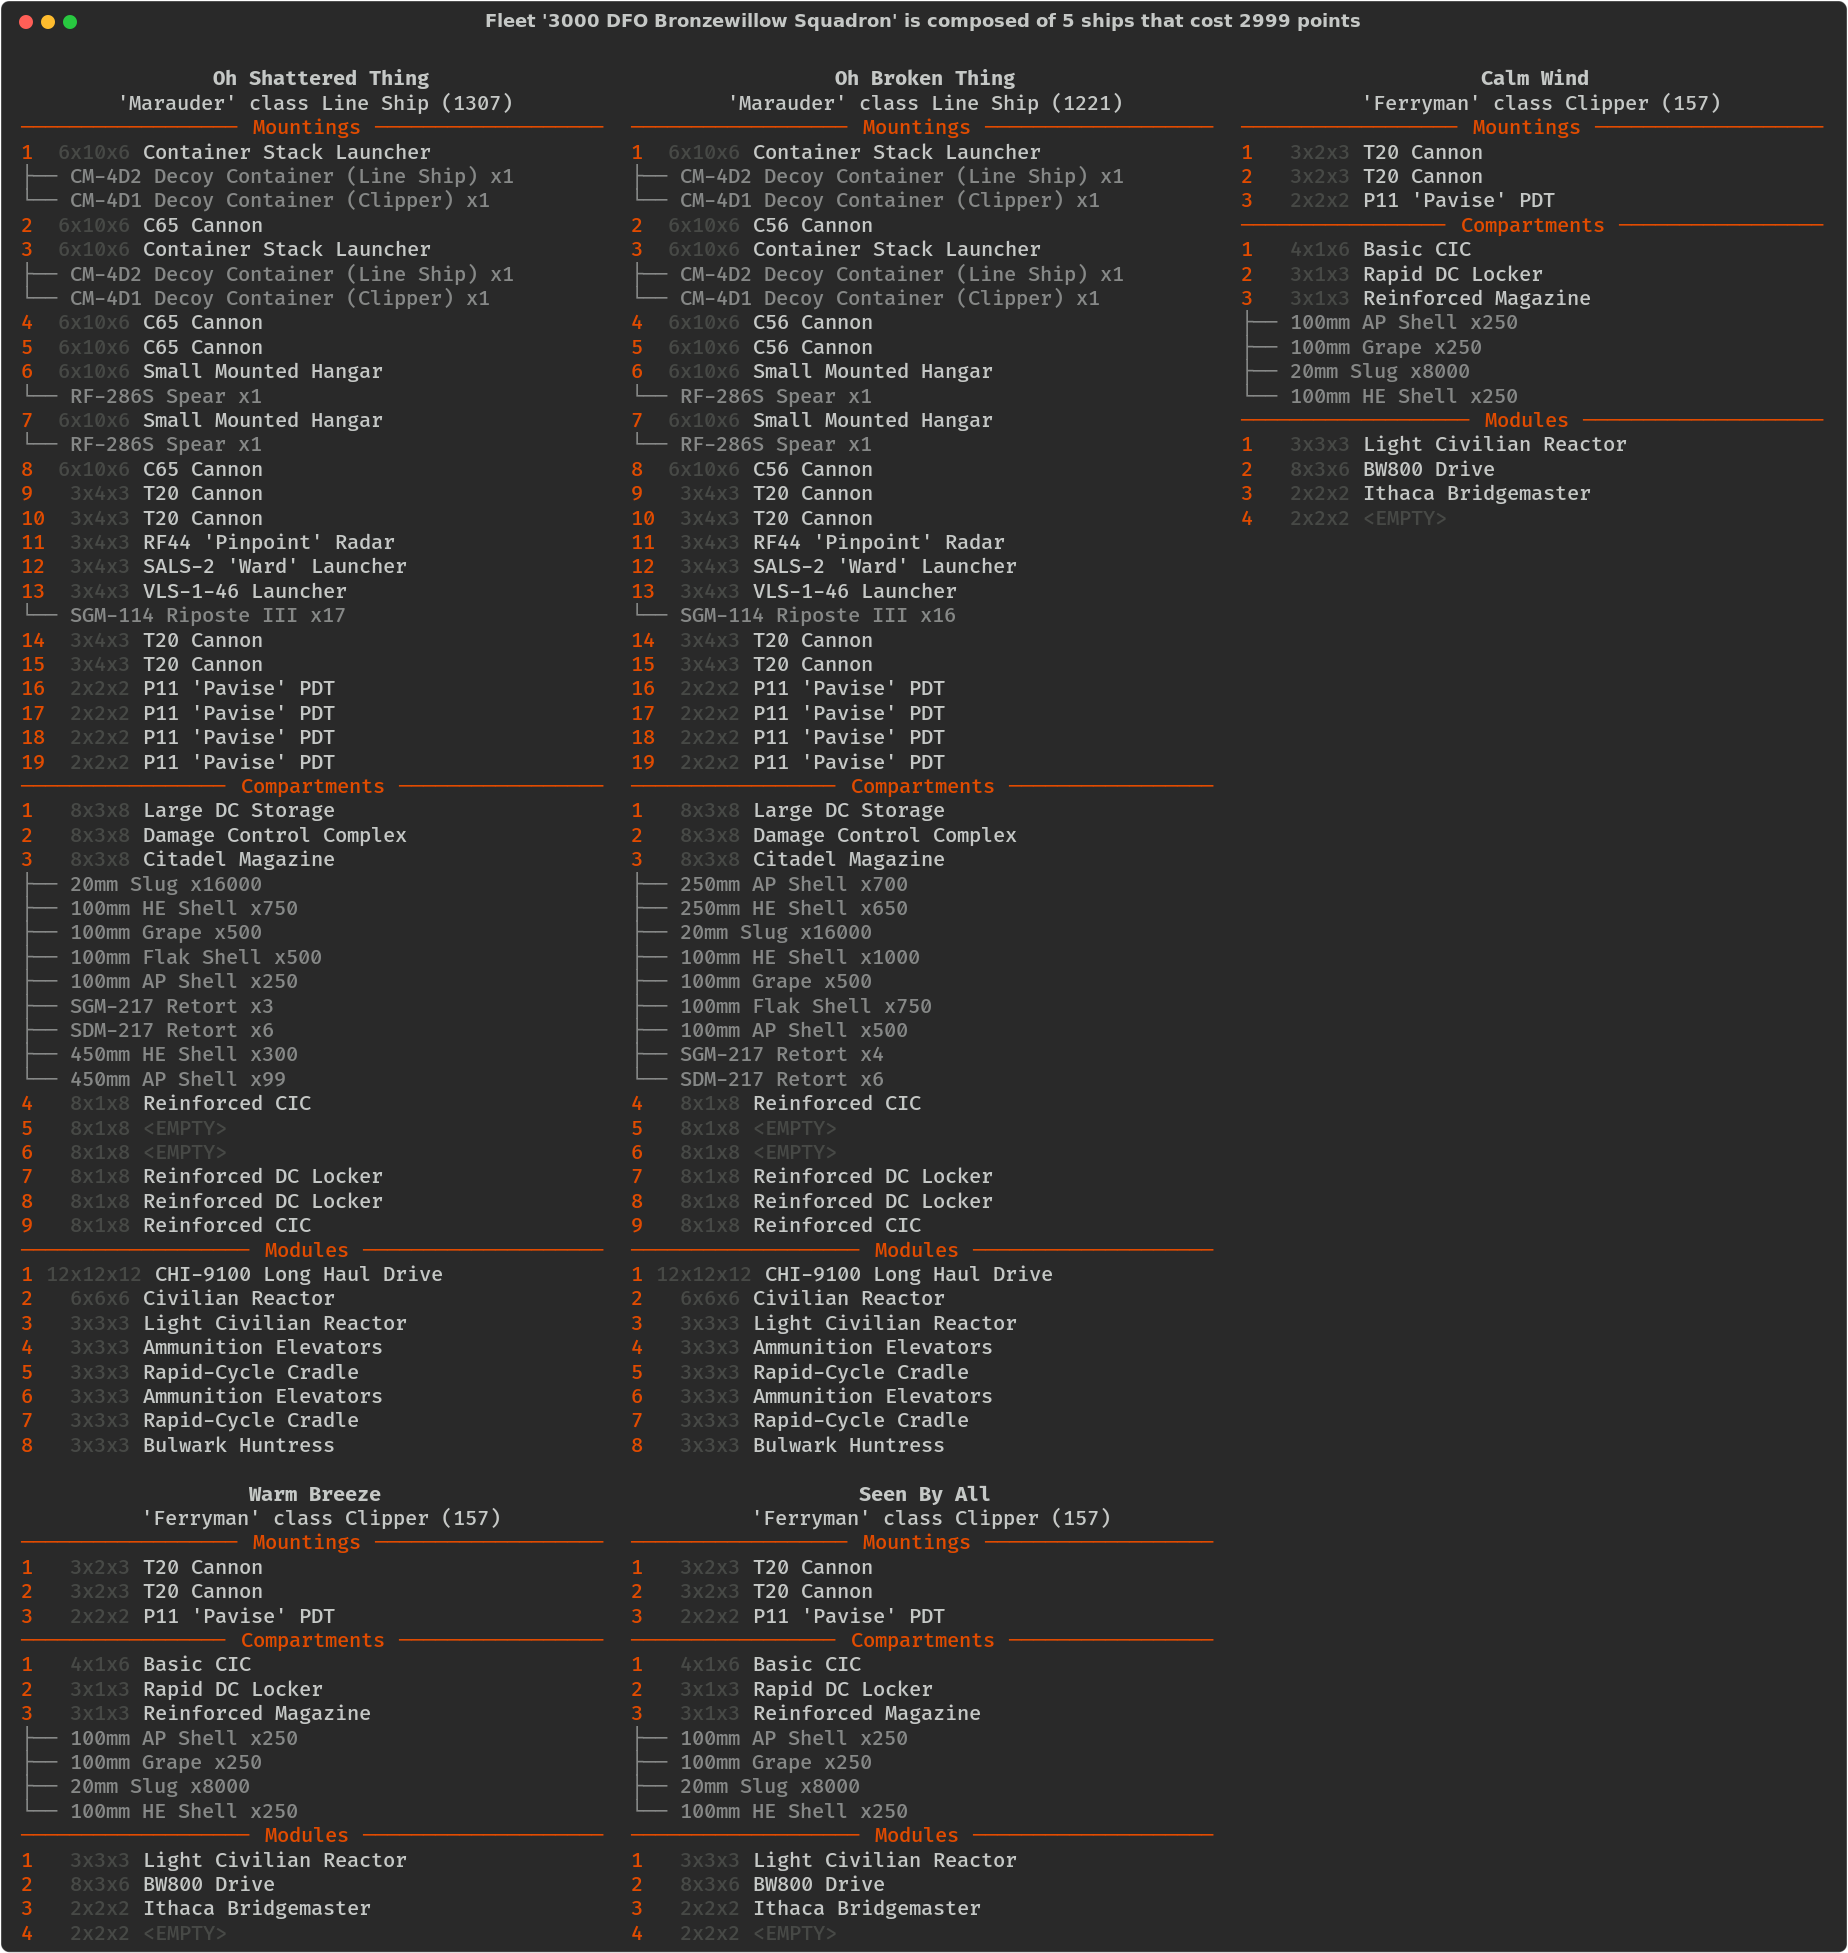 Fleet '3000 DFO Bronzewillow Squadron' is composed of 5 ships that cost 2999 points
Oh Shattered Thing
'Marauder' class Line Ship (1307)
Mountings
1 6x10x6 Container Stack Launcher
CM-4D2 Decoy Container (Line Ship) x1
CM-4D1 Decoy Container (Clipper) x1
2 6x10x6 C65 Cannon
3 6x10x6 Container Stack Launcher
CM-4D2 Decoy Container (Line Ship) x1
CM-4D1 Decoy Container (Clipper) x1
4 6x10x6 C65 Cannon
5 6x10x6 C65 Cannon
6 6x10x6 Small Mounted Hangar
RF-286S Spear x1
7 6x10x6 Small Mounted Hangar
RF-286S Spear x1
8 6x10x6 C65 Cannon
9 3x4x3 T20 Cannon
10 3x4x3 T20 Cannon
11 3x4x3 RF44 'Pinpoint' Radar
12 3x4x3 SALS-2 'Ward' Launcher
13 3x4x3 VLS-1-46 Launcher
SGM-114 Riposte III x17
14 3x4x3 T20 Cannon
15 3x4x3 T20 Cannon
16 2x2x2 P11 'Pavise' PDT
17 2x2x2 P11 'Pavise' PDT
18 2x2x2 P11 'Pavise' PDT
19 2x2x2 P11 'Pavise' PDT
Compartments
1 8x3x8 Large DC Storage
2 8x3x8 Damage Control Complex
3 8x3x8 Citadel Magazine
20mm Slug x16000
100mm HE Shell x750
100mm Grape x500
100mm Flak Shell x500
100mm AP Shell x250
SGM-217 Retort x3
SDM-217 Retort x6
450mm HE Shell x300
450mm AP Shell x99
4 8x1x8 Reinforced CIC
5 8x1x8 <EMPTY>
6 8x1x8 <EMPTY>
7 8x1x8 Reinforced DC Locker
8 8x1x8 Reinforced DC Locker
9 8x1x8 Reinforced CIC
Modules
1 12x12x12 CHI-9100 Long Haul Drive
2 6x6x6 Civilian Reactor
3 3x3x3 Light Civilian Reactor
4 3x3x3 Ammunition Elevators
5 3x3x3 Rapid-Cycle Cradle
6 3x3x3 Ammunition Elevators
7 3x3x3 Rapid-Cycle Cradle
8 3x3x3 Bulwark Huntress
Oh Broken Thing
'Marauder' class Line Ship (1221)
Mountings
1 6x10x6 Container Stack Launcher
CM-4D2 Decoy Container (Line Ship) x1
CM-4D1 Decoy Container (Clipper) x1
2 6x10x6 C56 Cannon
3 6x10x6 Container Stack Launcher
CM-4D2 Decoy Container (Line Ship) x1
CM-4D1 Decoy Container (Clipper) x1
4 6x10x6 C56 Cannon
5 6x10x6 C56 Cannon
6 6x10x6 Small Mounted Hangar
RF-286S Spear x1
7 6x10x6 Small Mounted Hangar
RF-286S Spear x1
8 6x10x6 C56 Cannon
9 3x4x3 T20 Cannon
10 3x4x3 T20 Cannon
11 3x4x3 RF44 'Pinpoint' Radar
12 3x4x3 SALS-2 'Ward' Launcher
13 3x4x3 VLS-1-46 Launcher
SGM-114 Riposte III x16
14 3x4x3 T20 Cannon
15 3x4x3 T20 Cannon
16 2x2x2 P11 'Pavise' PDT
17 2x2x2 P11 'Pavise' PDT
18 2x2x2 P11 'Pavise' PDT
19 2x2x2 P11 'Pavise' PDT
Compartments
1 8x3x8 Large DC Storage
2 8x3x8 Damage Control Complex
3 8x3x8 Citadel Magazine
250mm AP Shell x700
250mm HE Shell x650
20mm Slug x16000
100mm HE Shell x1000
100mm Grape x500
100mm Flak Shell x750
100mm AP Shell x500
SGM-217 Retort x4
SDM-217 Retort x6
4 8x1x8 Reinforced CIC
5 8x1x8 <EMPTY>
6 8x1x8 <EMPTY>
7 8x1x8 Reinforced DC Locker
8 8x1x8 Reinforced DC Locker
9 8x1x8 Reinforced CIC
Modules
1 12x12x12 CHI-9100 Long Haul Drive
2 6x6x6 Civilian Reactor
3 3x3x3 Light Civilian Reactor
4 3x3x3 Ammunition Elevators
5 3x3x3 Rapid-Cycle Cradle
6 3x3x3 Ammunition Elevators
7 3x3x3 Rapid-Cycle Cradle
8 3x3x3 Bulwark Huntress
Calm Wind
'Ferryman' class Clipper (157)
Mountings
1 3x2x3 T20 Cannon
2 3x2x3 T20 Cannon
3 2x2x2 P11 'Pavise' PDT
Compartments
1 4x1x6 Basic CIC
2 3x1x3 Rapid DC Locker
3 3x1x3 Reinforced Magazine
100mm AP Shell x250
100mm Grape x250
20mm Slug x8000
100mm HE Shell x250
Modules
1 3x3x3 Light Civilian Reactor
2 8x3x6 BW800 Drive
3 2x2x2 Ithaca Bridgemaster
4 2x2x2 <EMPTY>
Warm Breeze
'Ferryman' class Clipper (157)
Mountings
1 3x2x3 T20 Cannon
2 3x2x3 T20 Cannon
3 2x2x2 P11 'Pavise' PDT
Compartments
1 4x1x6 Basic CIC
2 3x1x3 Rapid DC Locker
3 3x1x3 Reinforced Magazine
100mm AP Shell x250
100mm Grape x250
20mm Slug x8000
100mm HE Shell x250
Modules
1 3x3x3 Light Civilian Reactor
2 8x3x6 BW800 Drive
3 2x2x2 Ithaca Bridgemaster
4 2x2x2 <EMPTY>
Seen By All
'Ferryman' class Clipper (157)
Mountings
1 3x2x3 T20 Cannon
2 3x2x3 T20 Cannon
3 2x2x2 P11 'Pavise' PDT
Compartments
1 4x1x6 Basic CIC
2 3x1x3 Rapid DC Locker
3 3x1x3 Reinforced Magazine
100mm AP Shell x250
100mm Grape x250
20mm Slug x8000
100mm HE Shell x250
Modules
1 3x3x3 Light Civilian Reactor
2 8x3x6 BW800 Drive
3 2x2x2 Ithaca Bridgemaster
4 2x2x2 <EMPTY>